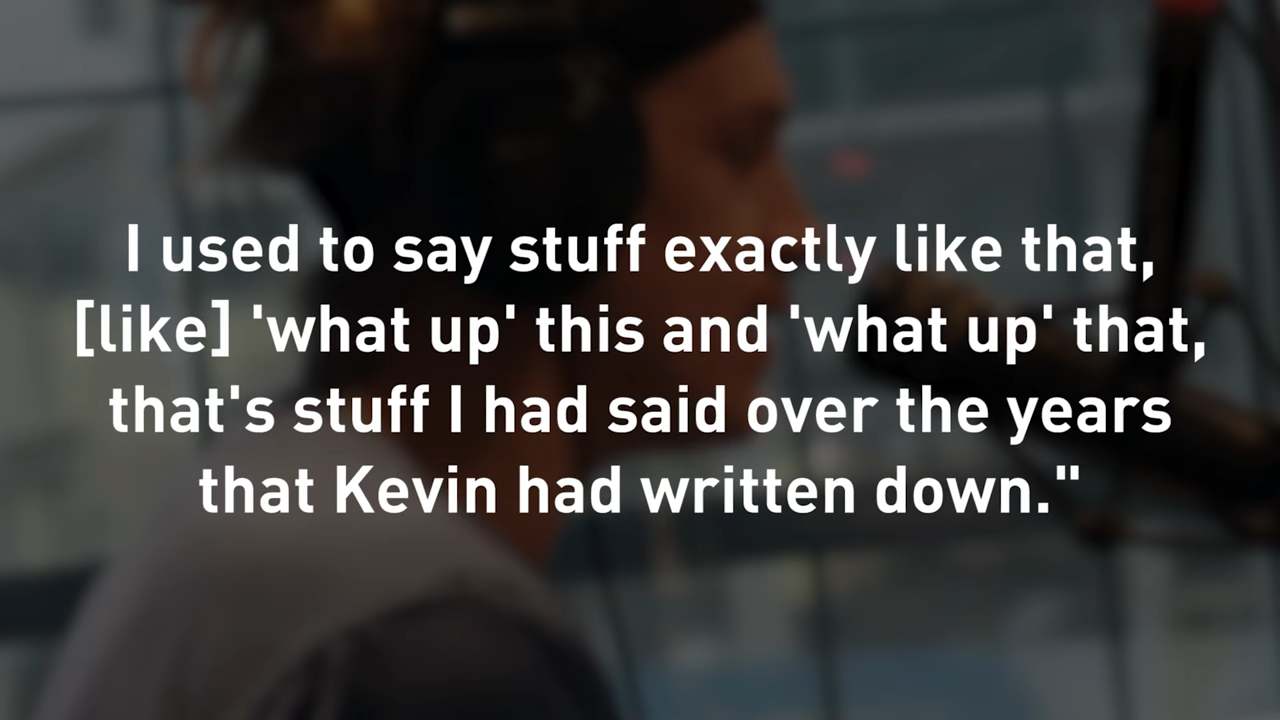 I used to say stuff exactly like that,
[like] 'what up' this and 'what up' that,
that's stuff I had said over the years
that Kevin had written down."